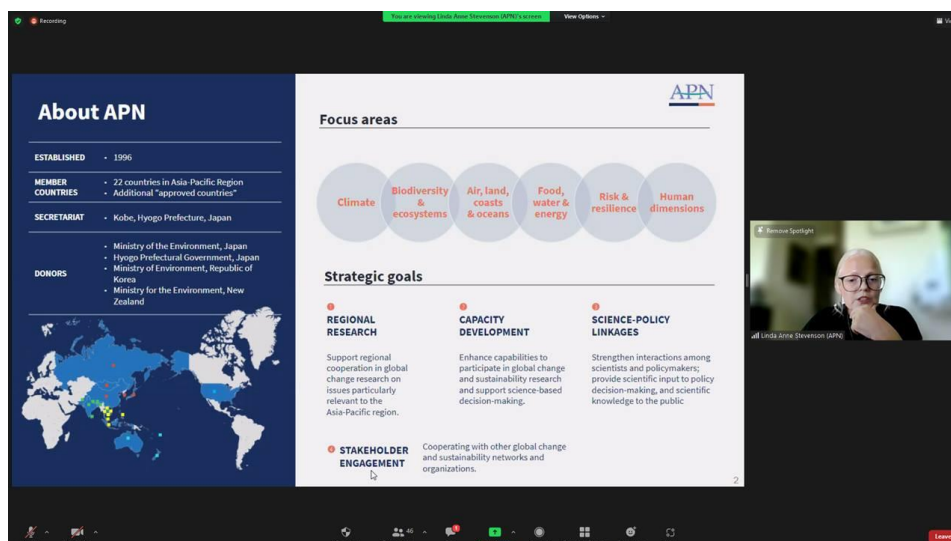 Recording
You are viewing Linda Anne Stevenson (APN)'s screen
View Options
About APN
ESTABLISHED
• 1996
MEMBER
COUNTRIES
• 22 countries in Asia-Pacific Region
• Additional "approved countries"
SECRETARIAT
• Kobe, Hyogo Prefecture, Japan
DONORS
• Ministry of the Environment, Japan
• Hyogo Prefectural Government, Japan
• Ministry of Environment, Republic of
Korea
• Ministry for the Environment, New
Zealand
APN
Focus areas
Climate
Biodiversity
&
ecosystems
Air, land,
coasts
& oceans
Food,
water &
energy
Risk &
resilience
Human
dimensions
Strategic goals
1
REGIONAL
RESEARCH
Support regional
cooperation in global
change research on
issues particularly
relevant to the
Asia-Pacific region.
2
CAPACITY
DEVELOPMENT
Enhance capabilities to
participate in global change
and sustainability research
and support science-based
decision-making.
3
SCIENCE-POLICY
LINKAGES
Strengthen interactions among
scientists and policymakers;
provide scientific input to policy
decision-making, and scientific
knowledge to the public
4
STAKEHOLDER
ENGAGEMENT
Cooperating with other global change
and sustainability networks and
organizations.
2
Remove Spotlight
Linda Anne Stevenson (APN)
46
Leave